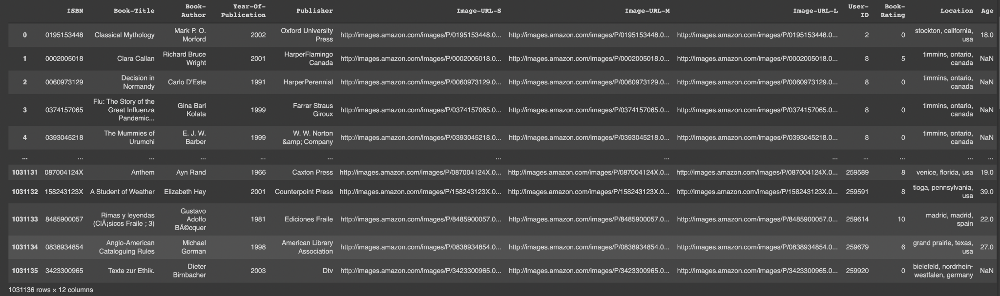 ISBN Book-Title Book-Author Year-Of-Publication Publisher Image-URL-S Image-URL-M Image-URL-L User-ID Book-Rating Location Age
0 0195153448 Classical Mythology Mark P. O. Morford 2002 Oxford University Press http://images.amazon.com/images/P/0195153448.0... http://images.amazon.com/images/P/0195153448.0... http://images.amazon.com/images/P/0195153448.0... 2 0 stockton, california, usa 18.0
1 0002005018 Clara Callan Richard Bruce Wright 2001 HarperFlamingo Canada http://images.amazon.com/images/P/0002005018.0... http://images.amazon.com/images/P/0002005018.0... http://images.amazon.com/images/P/0002005018.0... 8 5 timmins, ontario, canada NaN
2 0060973129 Decision in Normandy Carlo D'Este 1991 HarperPerennial http://images.amazon.com/images/P/0060973129.0... http://images.amazon.com/images/P/0060973129.0... http://images.amazon.com/images/P/0060973129.0... 8 0 timmins, ontario, canada NaN
3 0374157065 Flu: The Story of the Great Influenza Pandemic... Gina Bari Kolata 1999 Farrar Straus Giroux http://images.amazon.com/images/P/0374157065.0... http://images.amazon.com/images/P/0374157065.0... http://images.amazon.com/images/P/0374157065.0... 8 0 timmins, ontario, canada NaN
4 0393045218 The Mummies of Urumchi E. J. W. Barber 1999 W. W. Norton &amp; Company http://images.amazon.com/images/P/0393045218.0... http://images.amazon.com/images/P/0393045218.0... http://images.amazon.com/images/P/0393045218.0... 8 0 timmins, ontario, canada NaN
... ... ... ... ... ... ... ... ... ... ... ... ...
1031131 087004124X Anthem Ayn Rand 1966 Caxton Press http://images.amazon.com/images/P/087004124X.0... http://images.amazon.com/images/P/087004124X.0... http://images.amazon.com/images/P/087004124X.0... 259589 8 venice, florida, usa 19.0
1031132 158243123X A Student of Weather Elizabeth Hay 2001 Counterpoint Press http://images.amazon.com/images/P/158243123X.0... http://images.amazon.com/images/P/158243123X.0... http://images.amazon.com/images/P/158243123X.0... 259591 8 tioga, pennsylvania, usa 39.0
1031133 8485900057 Rimas y leyendas (ClÃ¡sicos Fraile ; 3) Gustavo Adolfo BÃ©cquer 1981 Ediciones Fraile http://images.amazon.com/images/P/8485900057.0... http://images.amazon.com/images/P/8485900057.0... http://images.amazon.com/images/P/8485900057.0... 259614 10 madrid, madrid, spain 22.0
1031134 0838934854 Anglo-American Cataloguing Rules Michael Gorman 1998 American Library Association http://images.amazon.com/images/P/0838934854.0... http://images.amazon.com/images/P/0838934854.0... http://images.amazon.com/images/P/0838934854.0... 259679 6 grand prairie, texas, usa 27.0
1031135 3423300965 Texte zur Ethik. Dieter Birnbacher 2003 Dtv http://images.amazon.com/images/P/3423300965.0... http://images.amazon.com/images/P/3423300965.0... http://images.amazon.com/images/P/3423300965.0... 259920 0 bielefeld, nordrhein-westfalen, germany NaN
1031136 rows × 12 columns